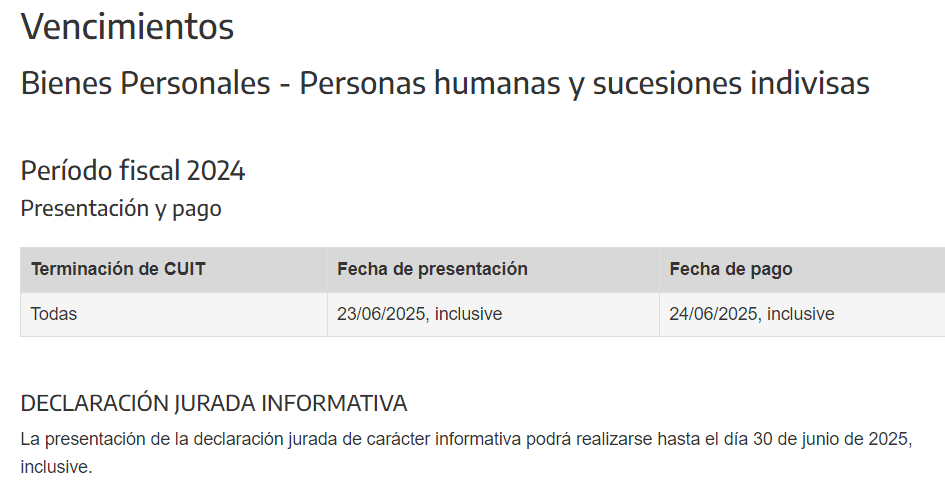 Vencimientos
Bienes Personales - Personas humanas y sucesiones indivisas
Período fiscal 2024
Presentación y pago
Terminación de CUIT Fecha de presentación Fecha de pago
Todas 23/06/2025, inclusive 24/06/2025, inclusive
DECLARACIÓN JURADA INFORMATIVA
La presentación de la declaración jurada de carácter informativa podrá realizarse hasta el día 30 de junio de 2025,
inclusive.